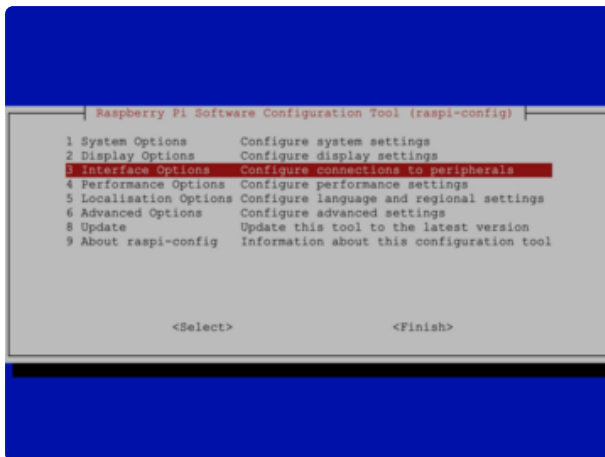 Raspberry Pi Software Configuration Tool (raspi-config)
1 System Options Configure system settings
2 Display Options Configure display settings
3 Interface Options Configure connections to peripherals
4 Performance Options Configure performance settings
5 Localisation Options Configure language and regional settings
6 Advanced Options Configure advanced settings
8 Update Update this tool to the latest version
9 About raspi-config Information about this configuration tool
<Select> <Finish>